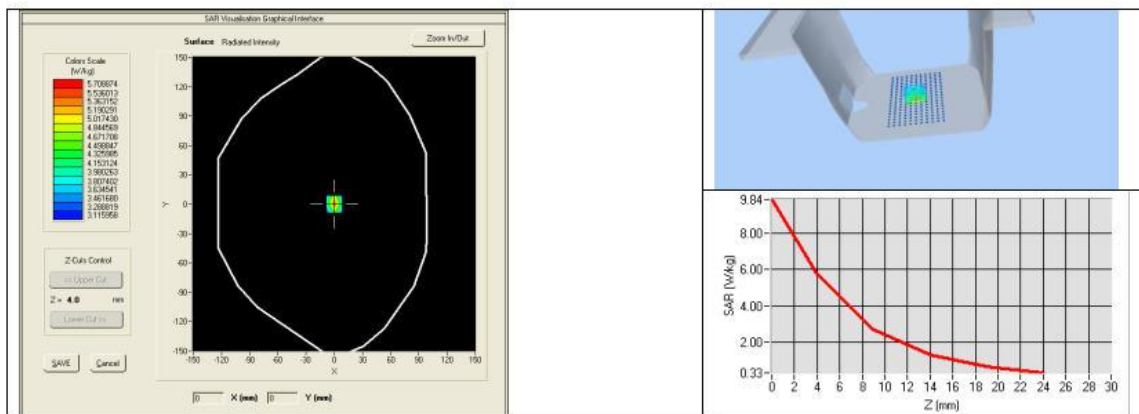 SAR Visualisation Graphical Interface
Surface Radiated Intensity
Zoom In/Out
Colors Scale
(W/kg)
5.708874
5.536013
5.363152
5.190291
5.017430
4.844569
4.671708
4.498847
4.325985
4.153124
3.980263
3.807402
3.634541
3.461680
3.288819
3.115958
Z-Cuts Control
<< Upper Cut
Z = 4.0 mm
Lower Cut >>
SAVE Cancel
Y
150
120
90
60
30
0
-30
-60
-90
-120
-150
-150 -120 -90 -60 -30 0 30 60 90 120 150
X
0 X (mm) 0 Y (mm)
SAR (W/kg)
9.84
8.00
6.00
4.00
2.00
0.33
0 2 4 6 8 10 12 14 16 18 20 22 24 26 28 30
Z (mm)